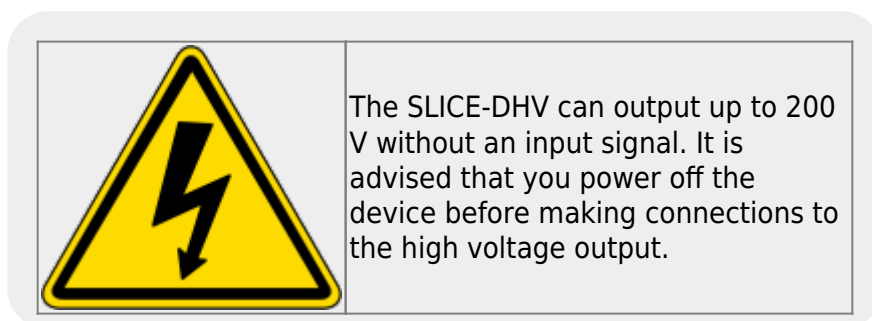 The SLICE-DHV can output up to 200
V without an input signal. It is
advised that you power off the
device before making connections to
the high voltage output.